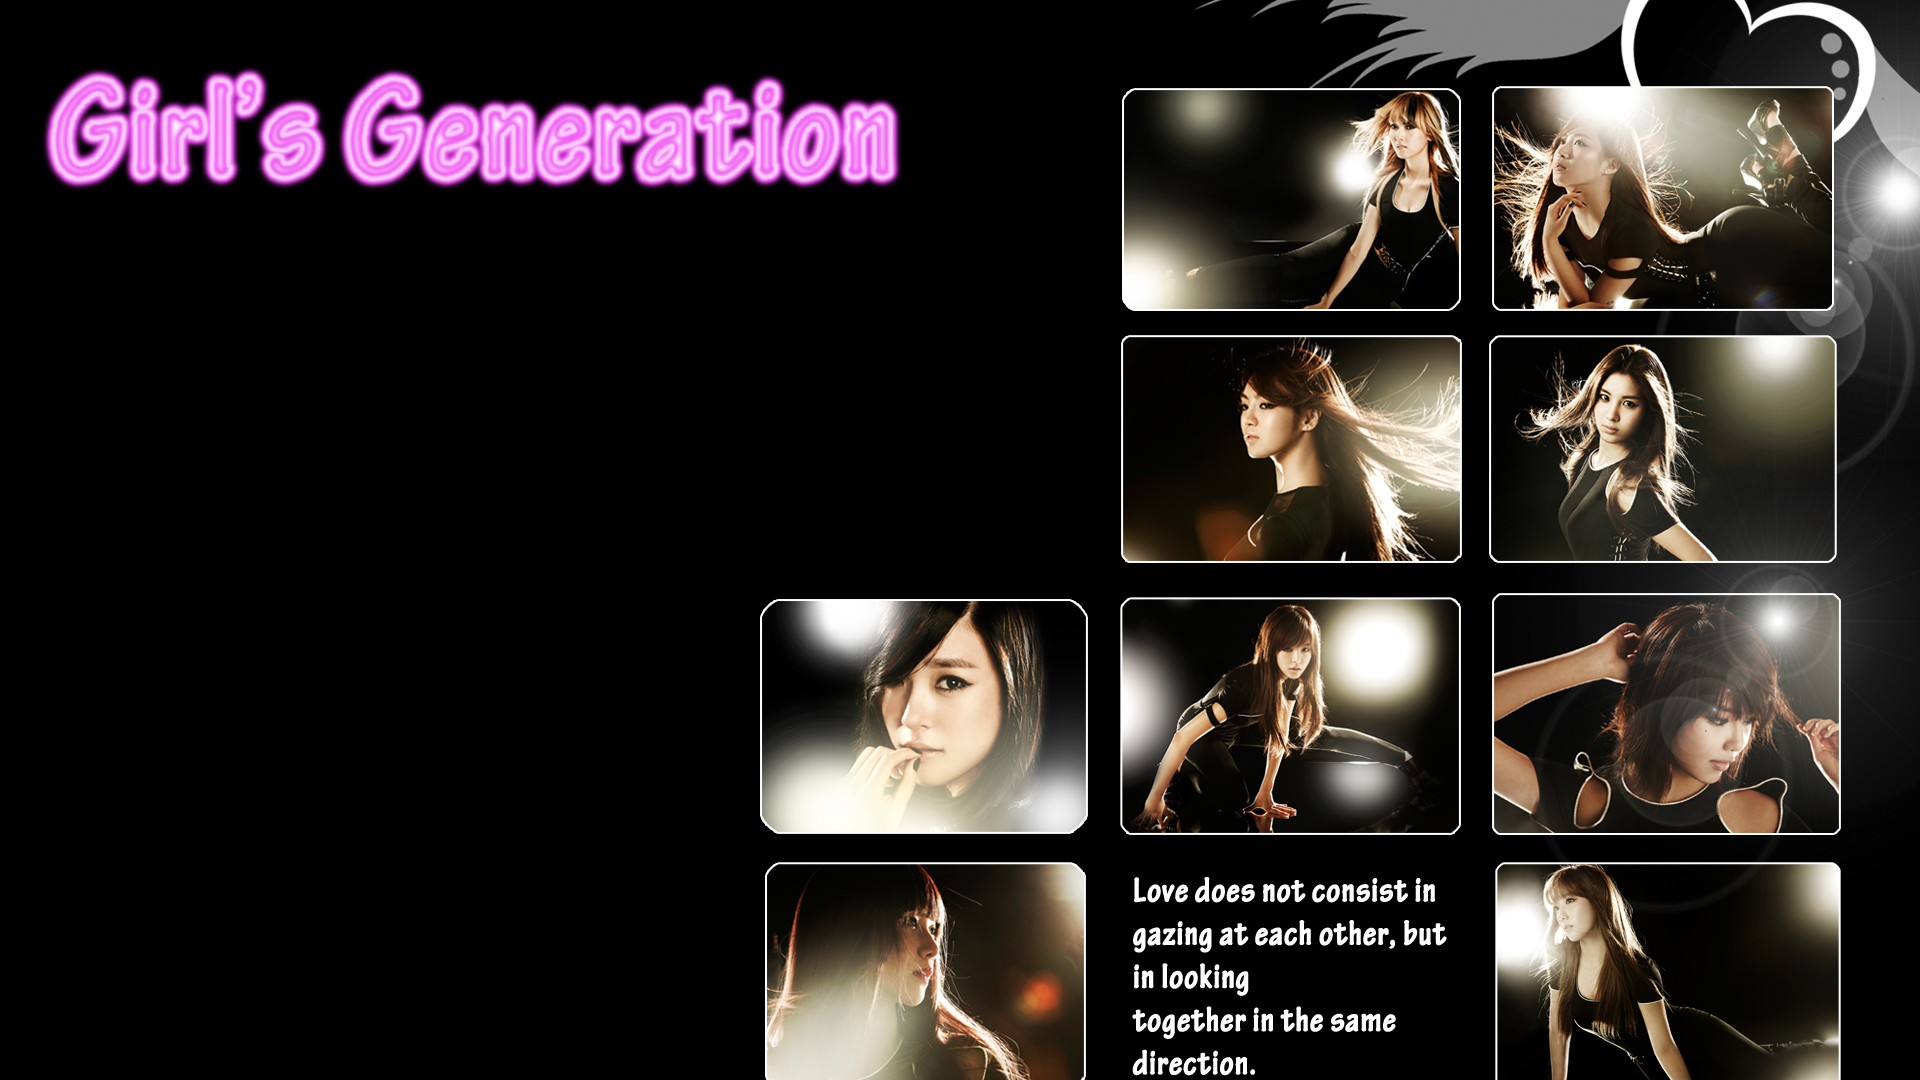 Girl's Generation
Love does not consist in
gazing at each other, but
in looking
together in the same
direction.